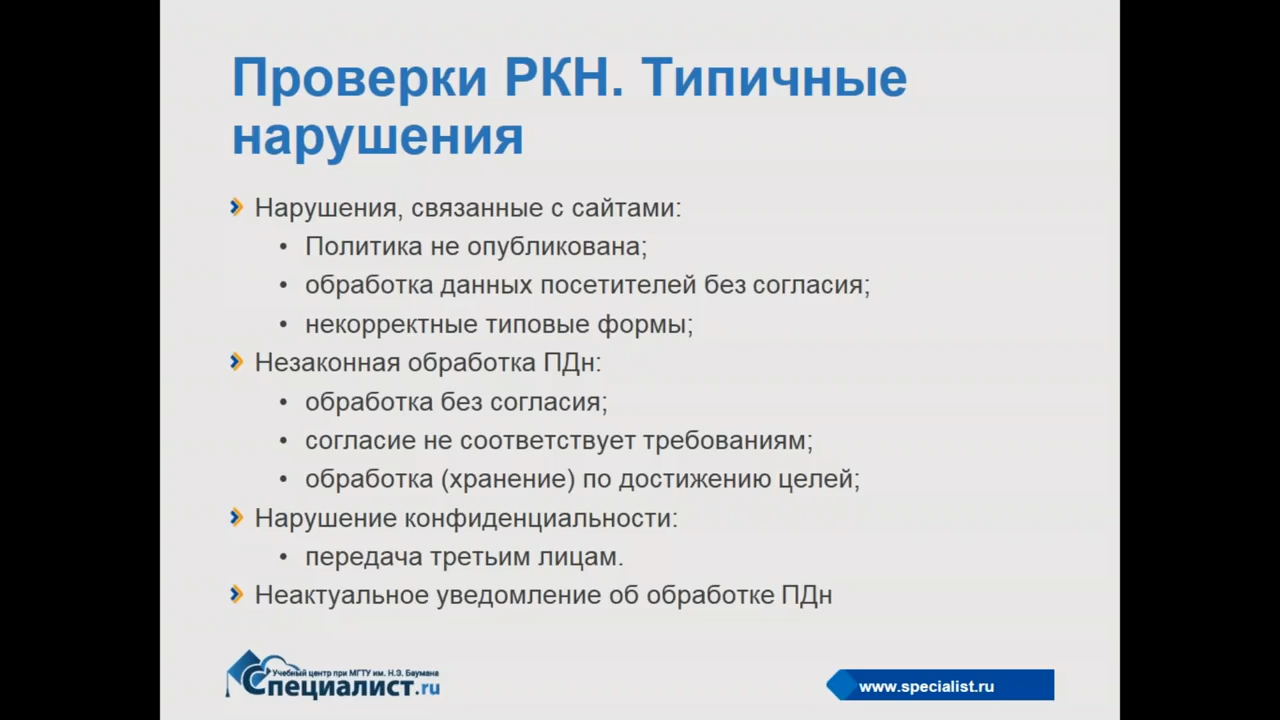 Проверки РКН. Типичные
нарушения
Нарушения, связанные с сайтами:
• Политика не опубликована;
• обработка данных посетителей без согласия;
• некорректные типовые формы;
Незаконная обработка ПДн:
• обработка без согласия;
• согласие не соответствует требованиям;
• обработка (хранение) по достижению целей;
Нарушение конфиденциальности:
• передача третьим лицам.
Неактуальное уведомление об обработке ПДн
Учебный центр при МГТУ им. Н.Э. Баумана
Специалист.ru
www.specialist.ru